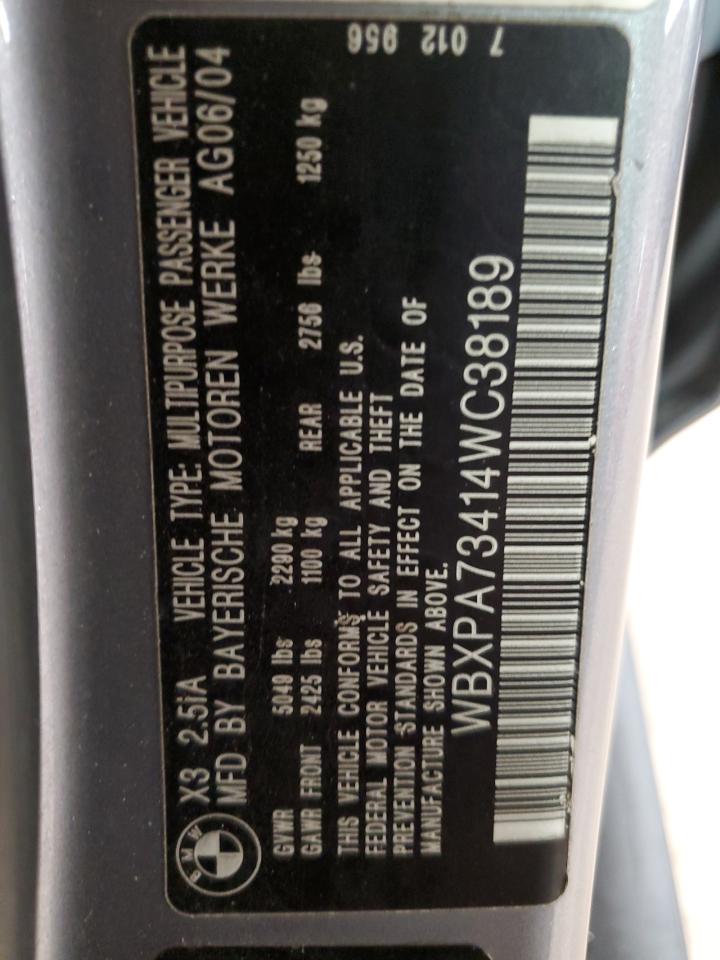 BMW
X3 2.5iA VEHICLE TYPE: MULTIPURPOSE PASSENGER VEHICLE
MFD BY BAYERISCHE MOTOREN WERKE AG06/04
GVWR 5049 lbs 2290 kg
GAWR FRONT 2425 lbs 1100 kg REAR 2756 lbs 1250 kg
THIS VEHICLE CONFORMS TO ALL APPLICABLE U.S.
FEDERAL MOTOR VEHICLE SAFETY AND THEFT
PREVENTION STANDARDS IN EFFECT ON THE DATE OF
MANUFACTURE SHOWN ABOVE.
WBXPA73414WC38189
7 012 956